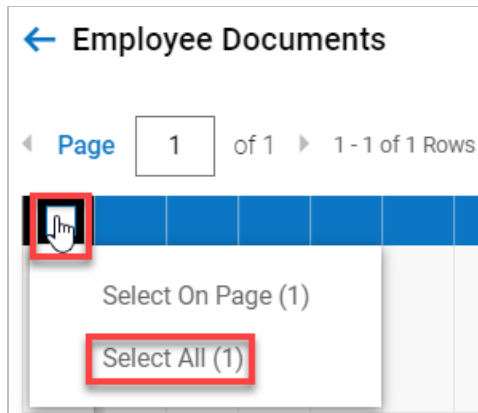 Employee Documents
Page 1 of 1 1 - 1 of 1 Rows
Select On Page (1)
Select All (1)